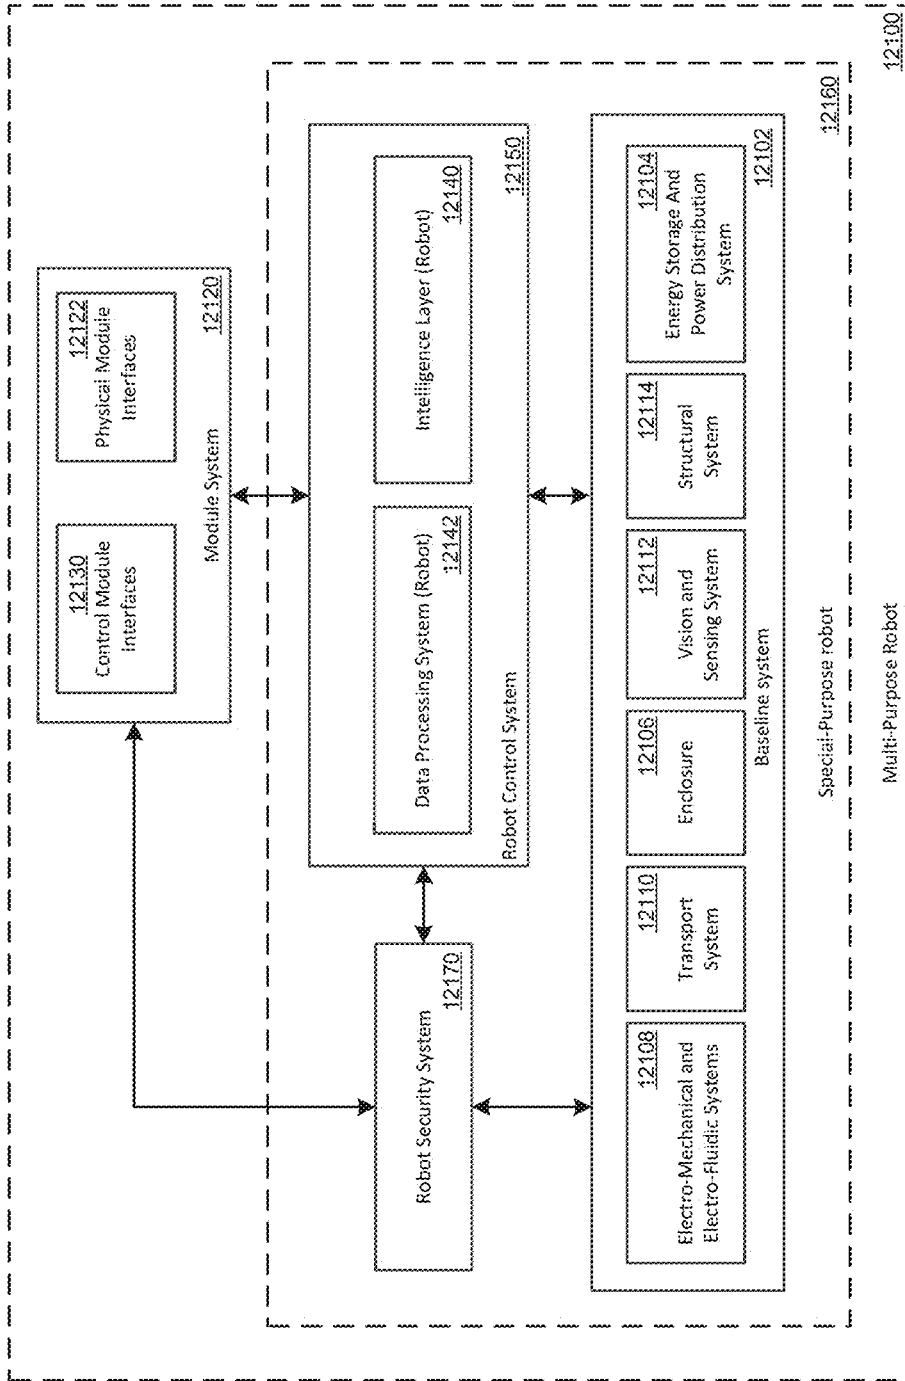 12130
Control Module
Interfaces
12122
Physical Module
Interfaces
Module System
12120
Robot Security System
12170
Data Processing System (Robot)
12142
Intelligence Layer (Robot)
12140
Robot Control System
12150
12108
Electro-Mechanical and
Electro-Fluidic Systems
12110
Transport
System
12106
Enclosure
12112
Vision and
Sensing System
12114
Structural
System
12104
Energy Storage And
Power Distribution
System
Baseline system
12102
Special-Purpose robot
12160
Multi-Purpose Robot
12100